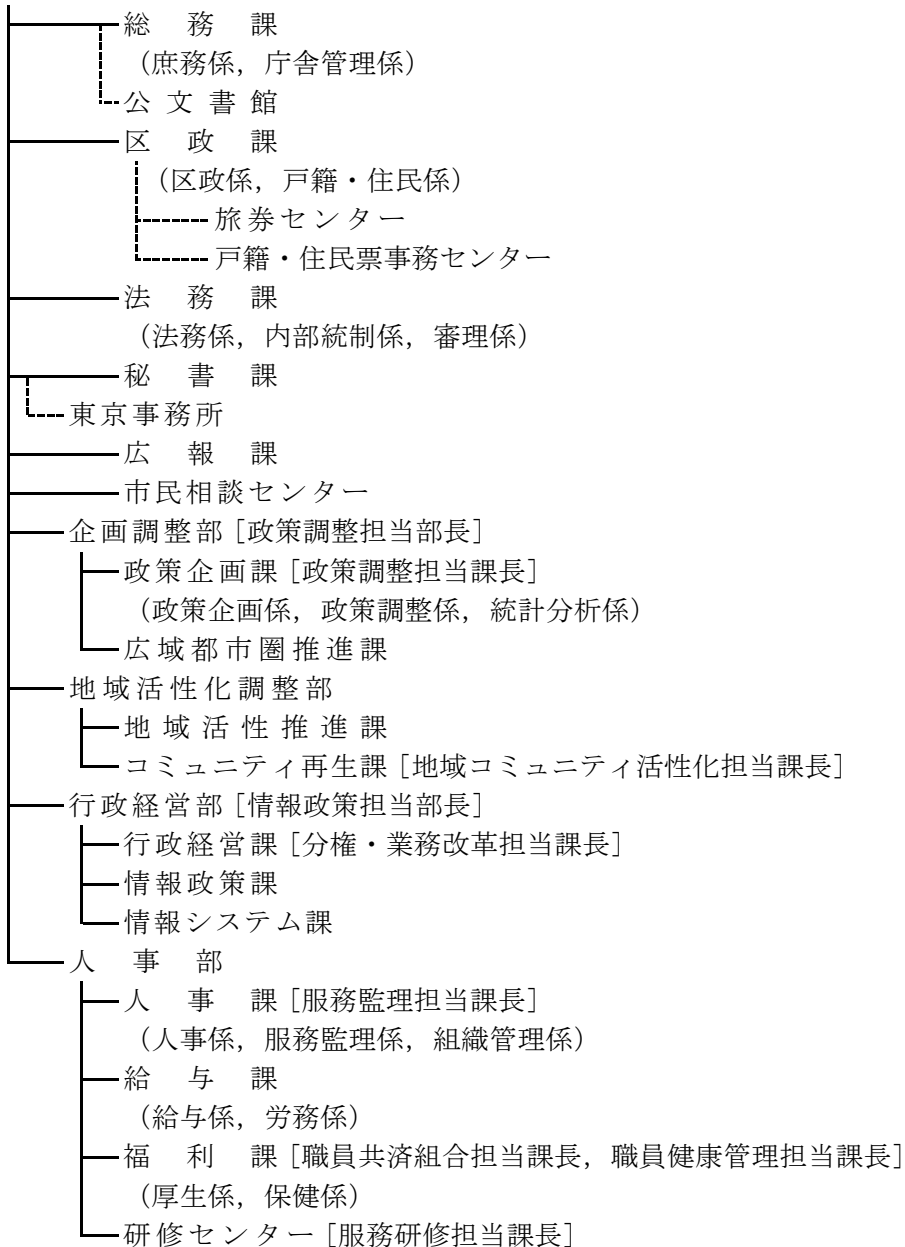 総務課
(庶務係，庁舎管理係)
公文書館
区政課
(区政係，戸籍・住民係)
旅券センター
戸籍・住民票事務センター
法務課
(法務係，内部統制係，審理係)
秘書課
東京事務所
広報課
市民相談センター
企画調整部[政策調整担当部長]
政策企画課[政策調整担当課長]
(政策企画係，政策調整係，統計分析係)
広域都市圏推進課
地域活性化調整部
地域活性推進課
コミュニティ再生課[地域コミュニティ活性化担当課長]
行政経営部[情報政策担当部長]
行政経営課[分権・業務改革担当課長]
情報政策課
情報システム課
人事部
人事課[服務監理担当課長]
(人事係，服務監理係，組織管理係)
給与課
(給与係，労務係)
福利課[職員共済組合担当課長，職員健康管理担当課長]
(厚生係，保健係)
研修センター[服務研修担当課長]